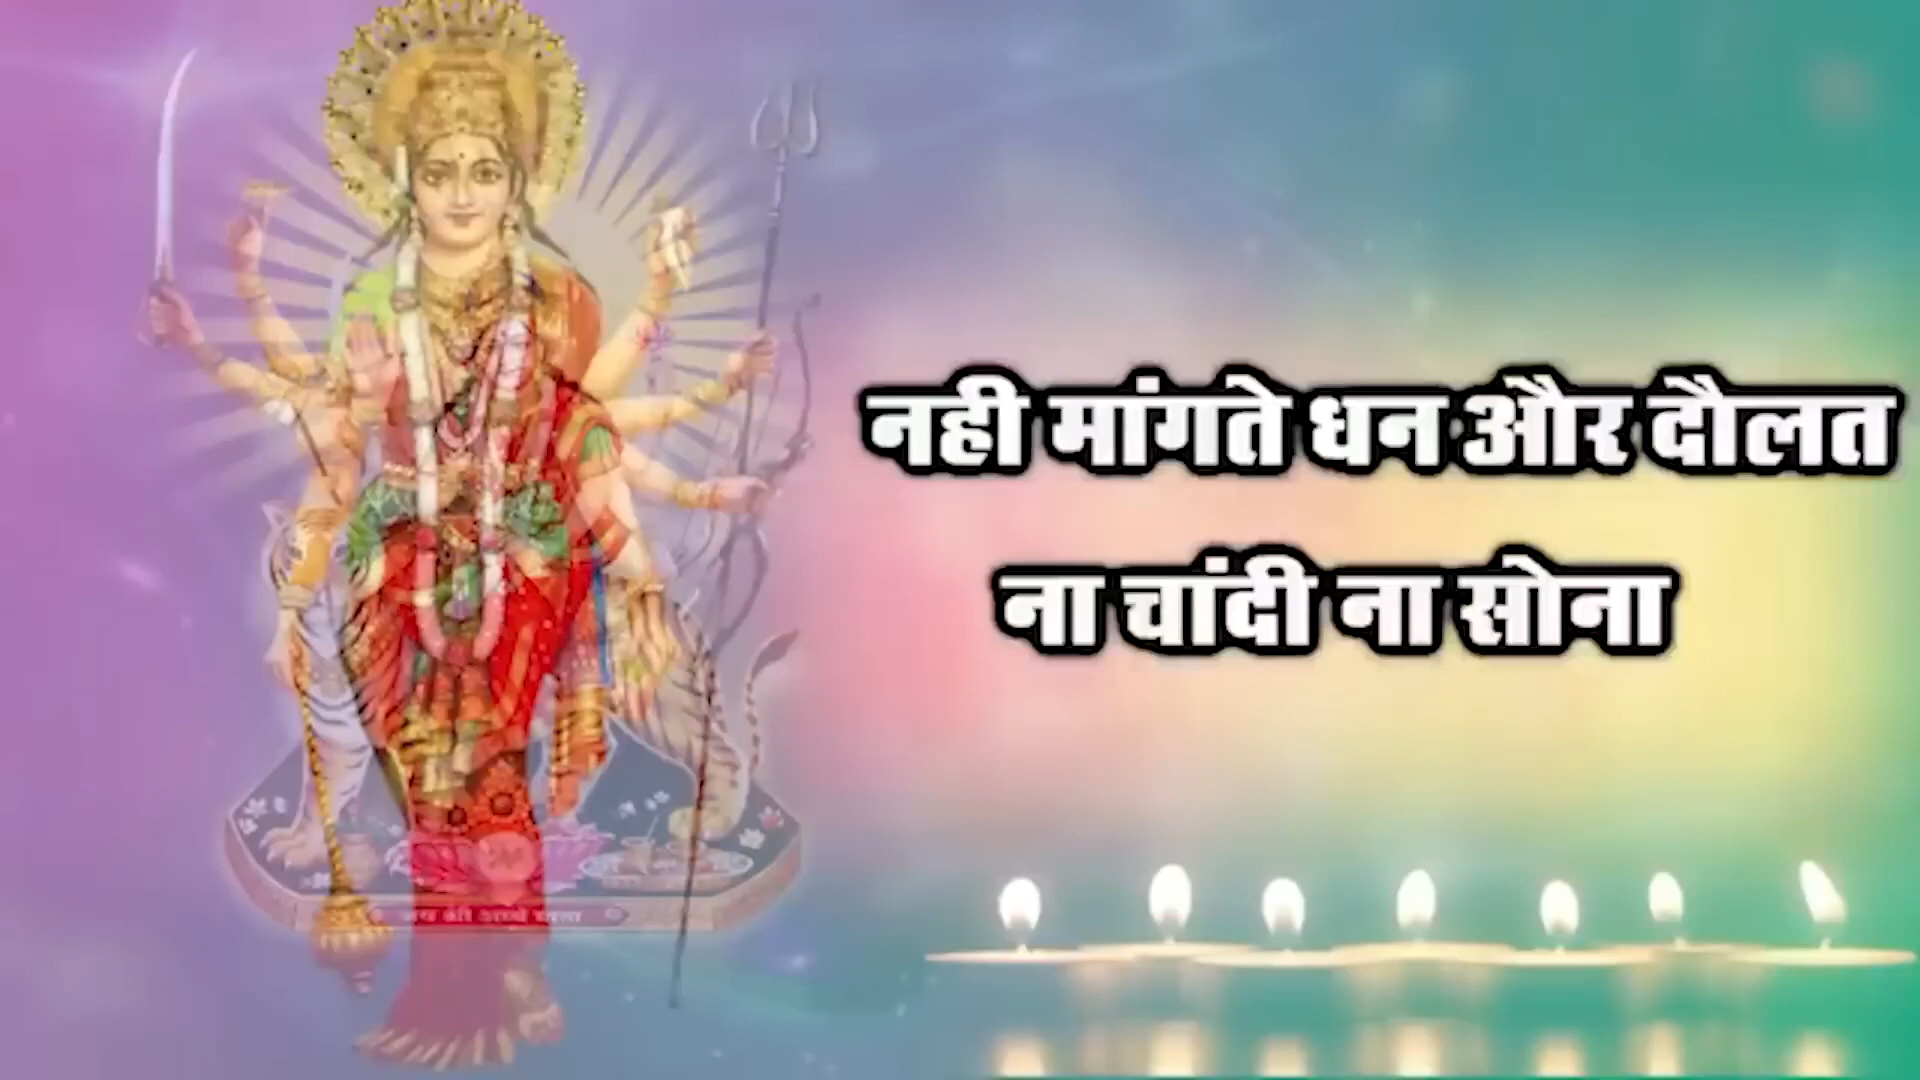 नही मांगते धन और दौलत
ना चांदी ना सोना